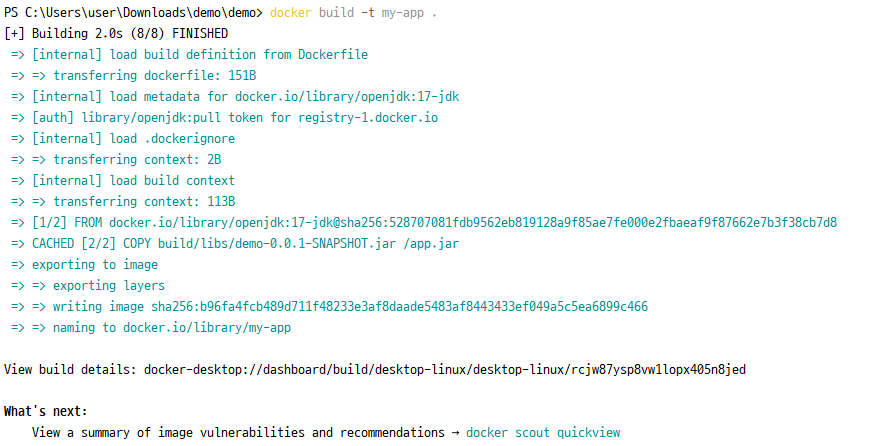 PS C:\Users\user\Downloads\demo\demo> docker build -t my-app .
[+] Building 2.0s (8/8) FINISHED
=> [internal] load build definition from Dockerfile
=> => transferring dockerfile: 151B
=> [internal] load metadata for docker.io/library/openjdk:17-jdk
=> [auth] library/openjdk:pull token for registry-1.docker.io
=> [internal] load .dockerignore
=> => transferring context: 2B
=> [internal] load build context
=> => transferring context: 113B
=> [1/2] FROM docker.io/library/openjdk:17-jdk@sha256:528707081fdb9562eb819128a9f85ae7fe000e2fbaeaf9f87662e7b3f38cb7d8
=> CACHED [2/2] COPY build/libs/demo-0.0.1-SNAPSHOT.jar /app.jar
=> exporting to image
=> => exporting layers
=> => writing image sha256:b96fa4fcb489d711f48233e3af8daade5483af8443433ef049a5c5ea6899c466
=> => naming to docker.io/library/my-app
View build details: docker-desktop://dashboard/build/desktop-linux/desktop-linux/rcjw87ysp8vw1lopx405n8jed
What's next:
View a summary of image vulnerabilities and recommendations → docker scout quickview